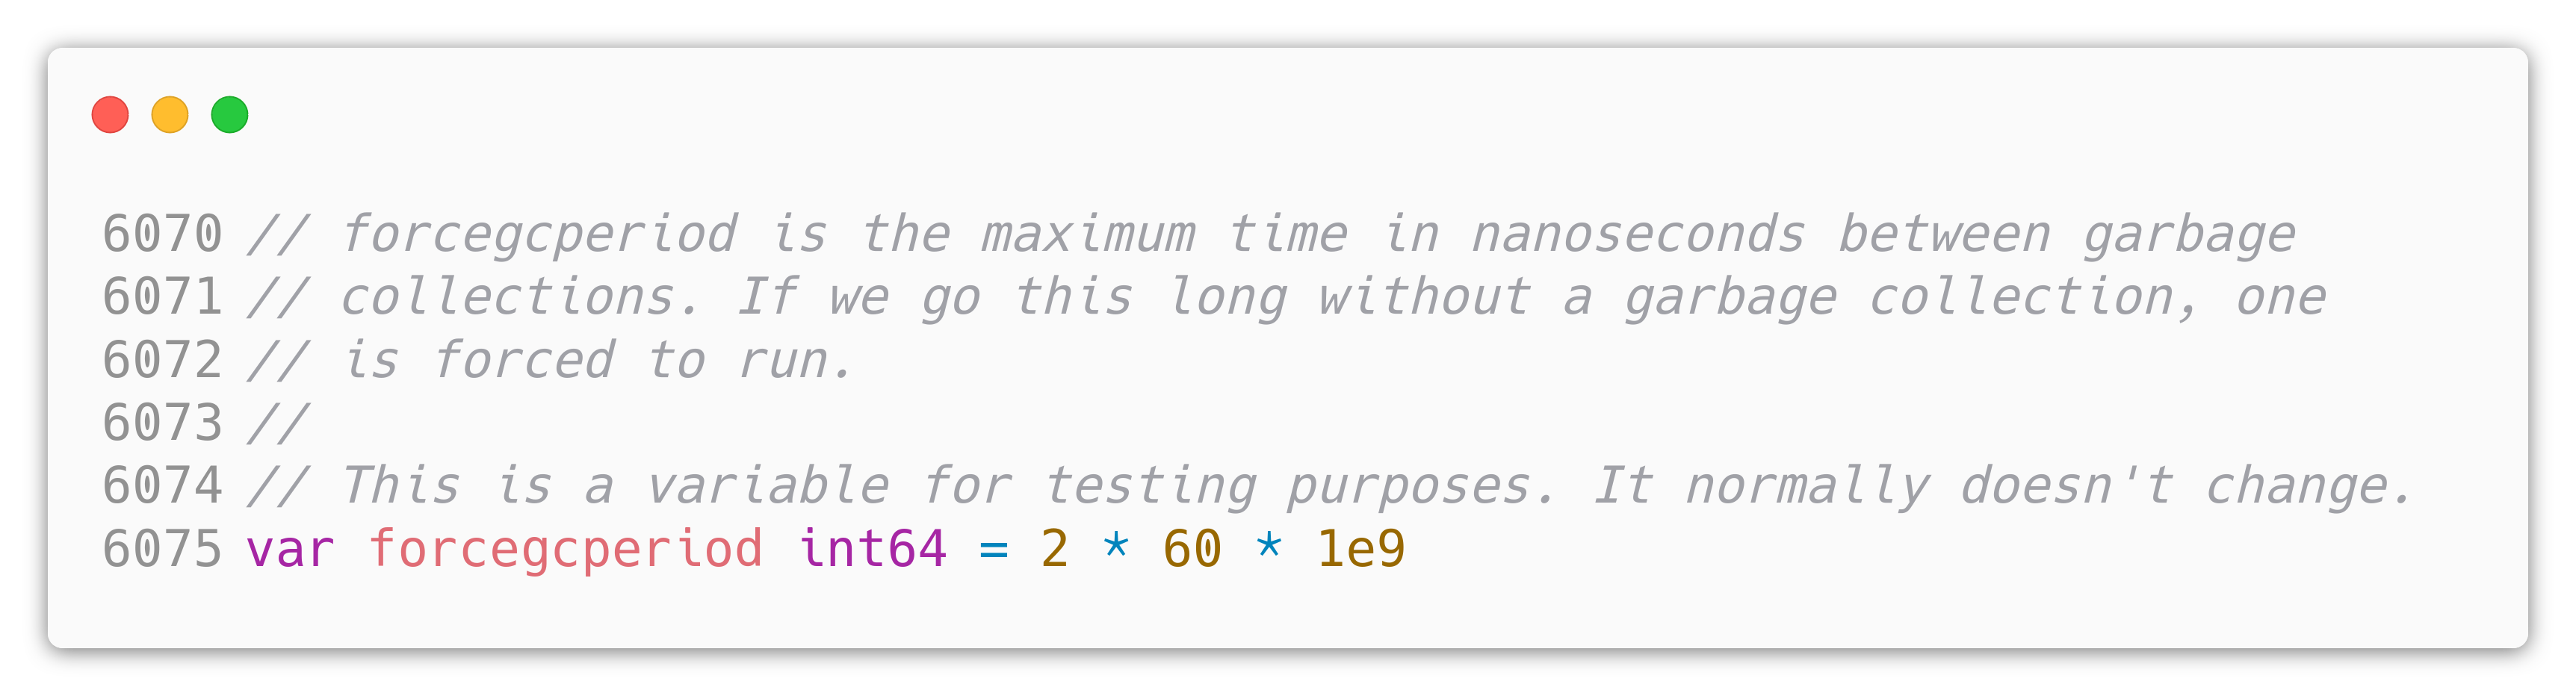 6070 // forcegcperiod is the maximum time in nanoseconds between garbage
6071 // collections. If we go this long without a garbage collection, one
6072 // is forced to run.
6073 //
6074 // This is a variable for testing purposes. It normally doesn't change.
6075 var forcegcperiod int64 = 2 * 60 * 1e9